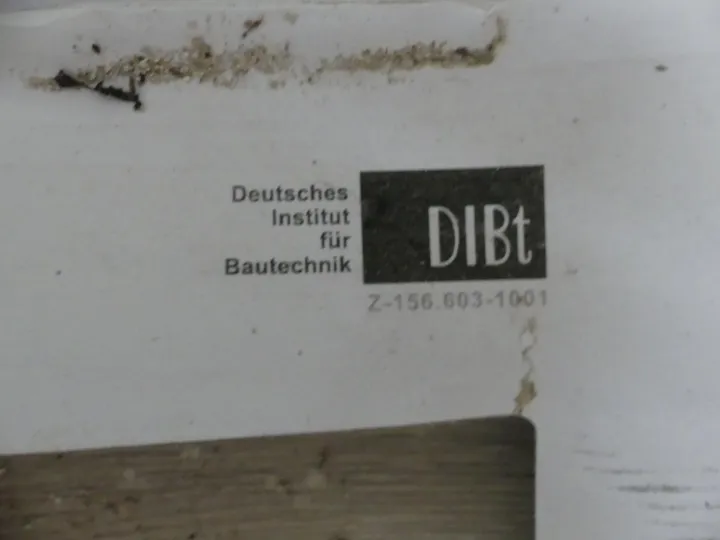 Deutsches
Institut
für
Bautechnik
DIBt
Z-156.603-1001